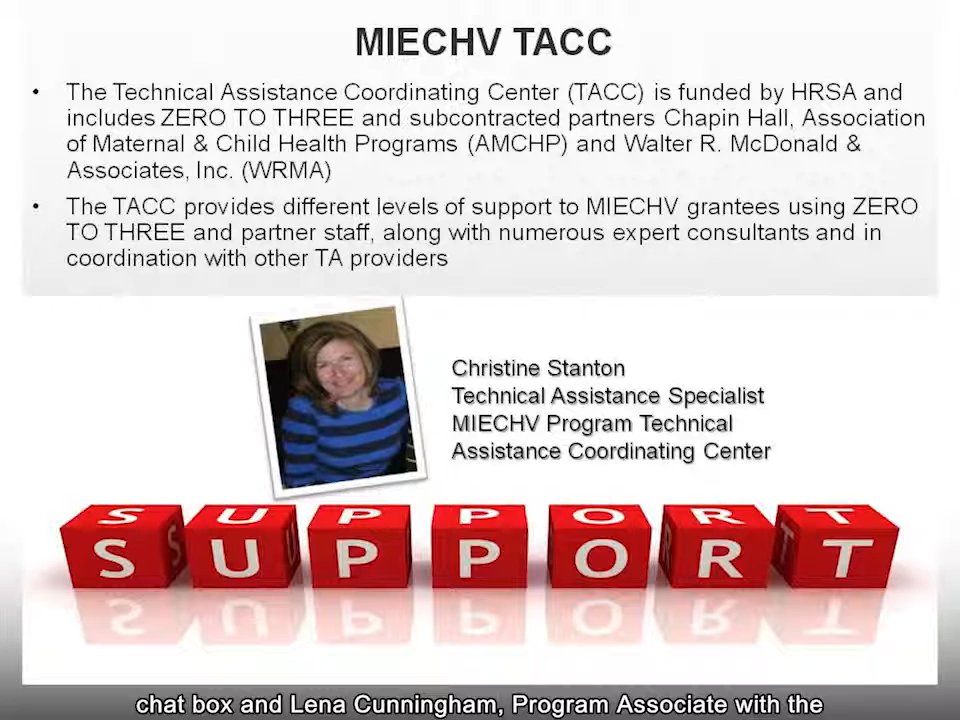 MIECHV TACC
• The Technical Assistance Coordinating Center (TACC) is funded by HRSA and
includes ZERO TO THREE and subcontracted partners Chapin Hall, Association
of Maternal & Child Health Programs (AMCHP) and Walter R. McDonald &
Associates, Inc. (WRMA)
• The TACC provides different levels of support to MIECHV grantees using ZERO
TO THREE and partner staff, along with numerous expert consultants and in
coordination with other TA providers
Christine Stanton
Technical Assistance Specialist
MIECHV Program Technical
Assistance Coordinating Center
SUPPORT
SUPPORT
chat box and Lena Cunningham, Program Associate with the